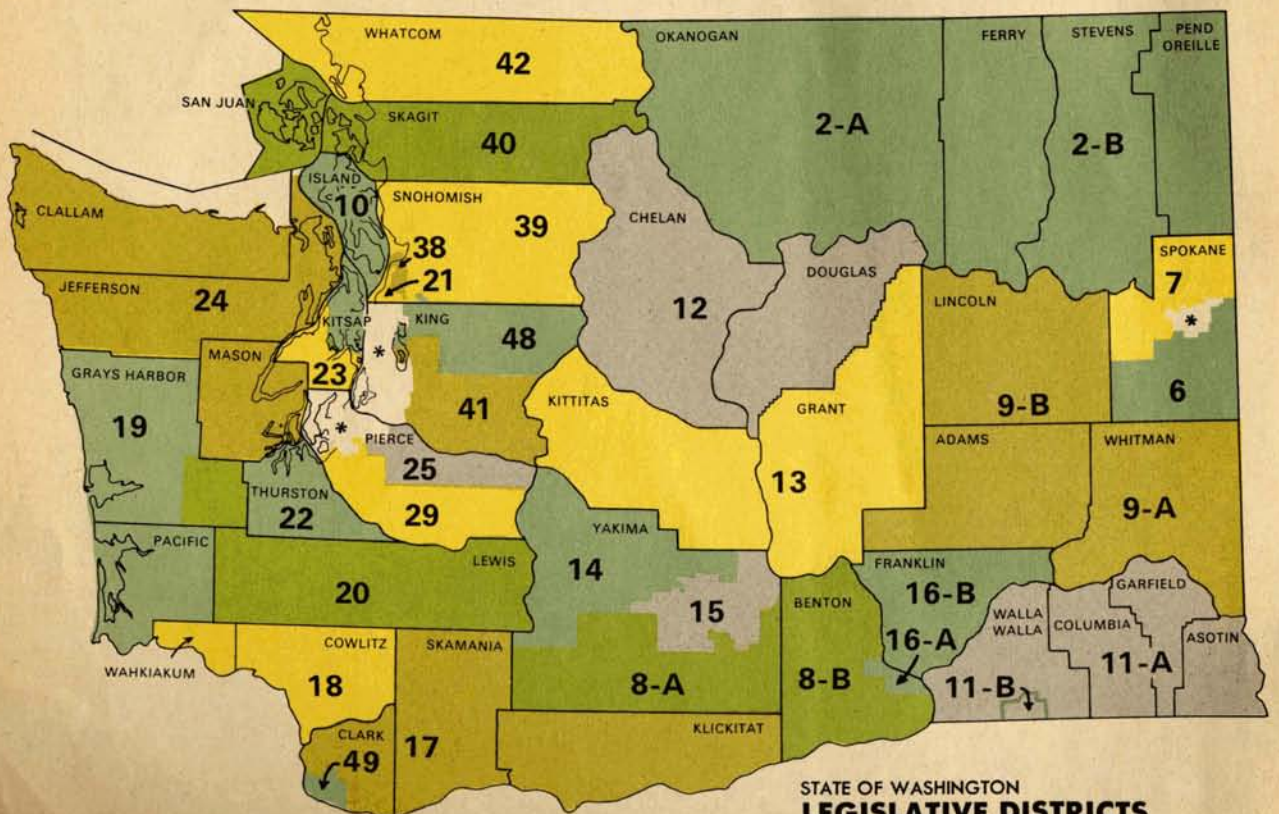 WHATCOM
42
OKANOGAN
FERRY
STEVENS
PEND
OREILLE
SAN JUAN
SKAGIT
40
2-A
2-B
ISLAND
10
SNOHOMISH
39
CHELAN
CLALLAM
38
21
DOUGLAS
SPOKANE
7
*
JEFFERSON
24
12
LINCOLN
KITSAP
KING
48
*
MASON
23
GRAYS HARBOR
19
41
KITTITAS
GRANT
9-B
6
*
PIERCE
25
ADAMS
WHITMAN
13
THURSTON
22
29
YAKIMA
9-A
PACIFIC
LEWIS
14
FRANKLIN
16-B
GARFIELD
20
15
BENTON
WALLA
WALLA
COLUMBIA
ASOTIN
16-A
WAHKIAKUM
COWLITZ
18
SKAMANIA
8-A
8-B
11-B
11-A
CLARK
49
17
KLICKITAT
STATE OF WASHINGTON
LEGISLATIVE DISTRICTS